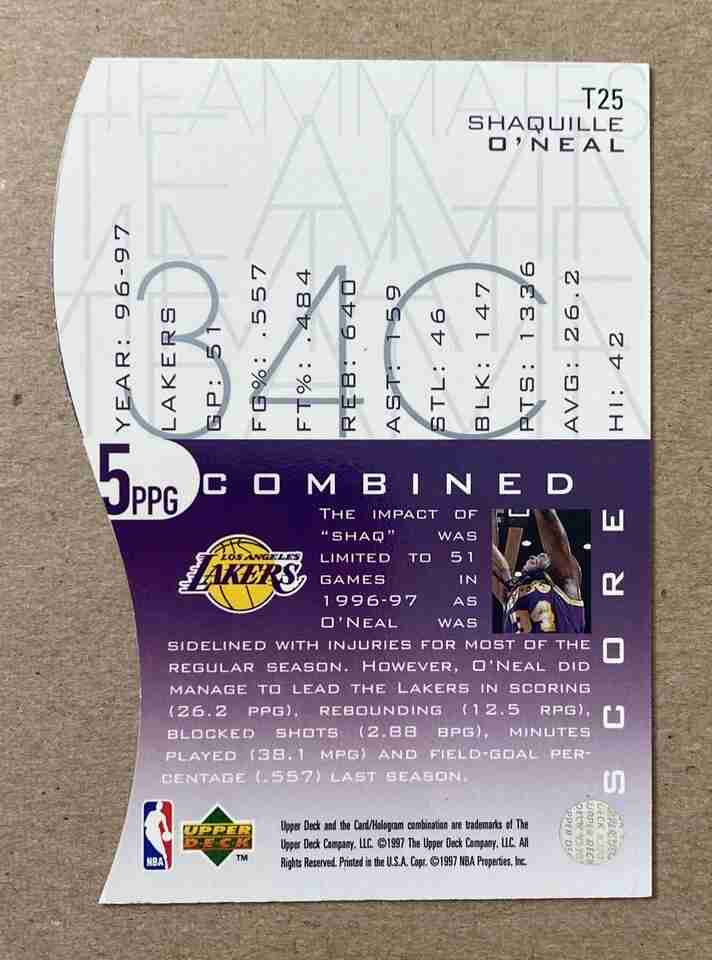 TEAMMATES
T25
SHAQUILLE
O'NEAL
34C
YEAR: 96-97
LAKERS
GP: 51
FG%: .557
FT%: .484
REB: 640
AST: 159
STL: 46
BLK: 147
PTS: 1336
AVG: 26.2
HI: 42
5PPG
COMBINED
SCORE
LOS ANGELES
LAKERS
THE IMPACT OF
"SHAQ" WAS
LIMITED TO 51
GAMES IN
1996-97 AS
O'NEAL WAS
SIDELINED WITH INJURIES FOR MOST OF THE
REGULAR SEASON. HOWEVER, O'NEAL DID
MANAGE TO LEAD THE LAKERS IN SCORING
(26.2 PPG), REBOUNDING (12.5 RPG),
BLOCKED SHOTS (2.88 BPG), MINUTES
PLAYED (38.1 MPG) AND FIELD-GOAL PER-
CENTAGE (.557) LAST SEASON.
34
NBA
UPPER
DECK
™
Upper Deck and the Card/Hologram combination are trademarks of The
Upper Deck Company, LLC. ©1997 The Upper Deck Company, LLC. All
Rights Reserved. Printed in the U.S.A. Copr. ©1997 NBA Properties, Inc.